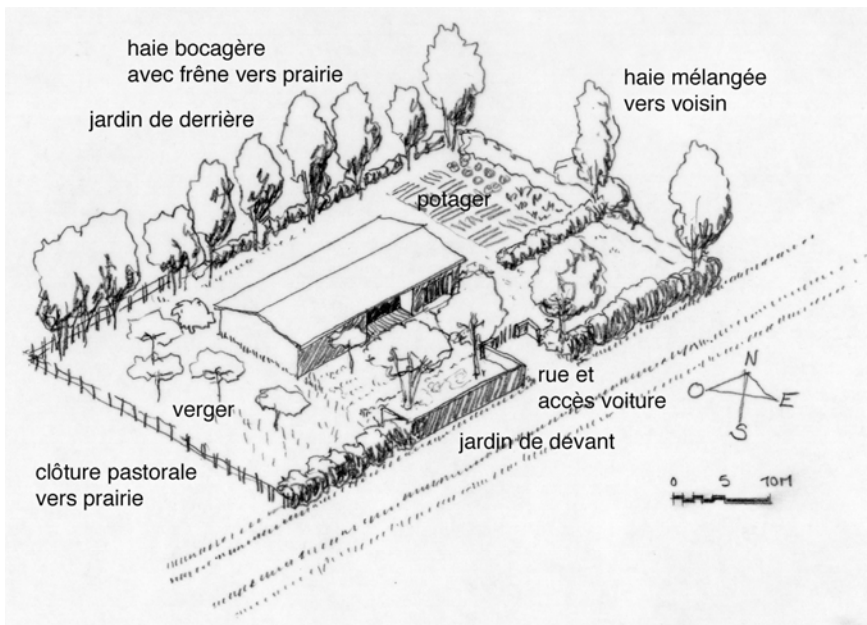 haie bocagère
avec frêne vers prairie
haie mélangée
vers voisin
jardin de derrière
potager
verger
rue et
accès voiture
jardin de dévant
clôture pastorale
vers prairie
N
O
E
S
0 5 10M